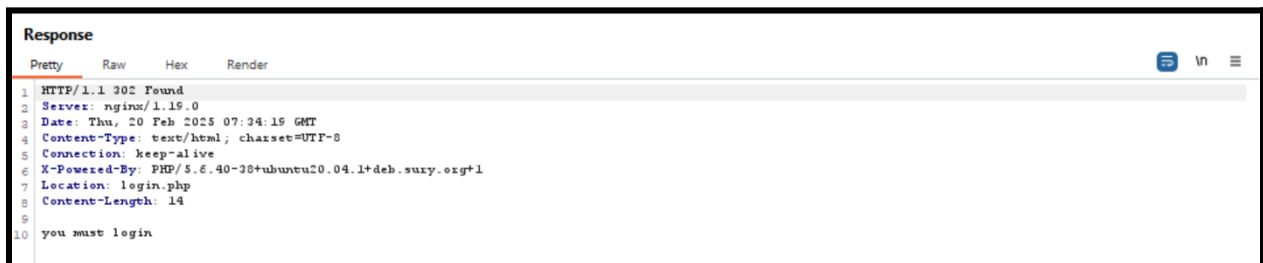 Response
Pretty Raw Hex Render \n
1 HTTP/1.1 302 Found
2 Server: nginx/1.19.0
3 Date: Thu, 20 Feb 2025 07:34:19 GMT
4 Content-Type: text/html; charset=UTF-8
5 Connection: keep-alive
6 X-Powered-By: PHP/5.6.40-38+ubuntu20.04.1+deb.sury.org+1
7 Location: login.php
8 Content-Length: 14
9
10 you must login